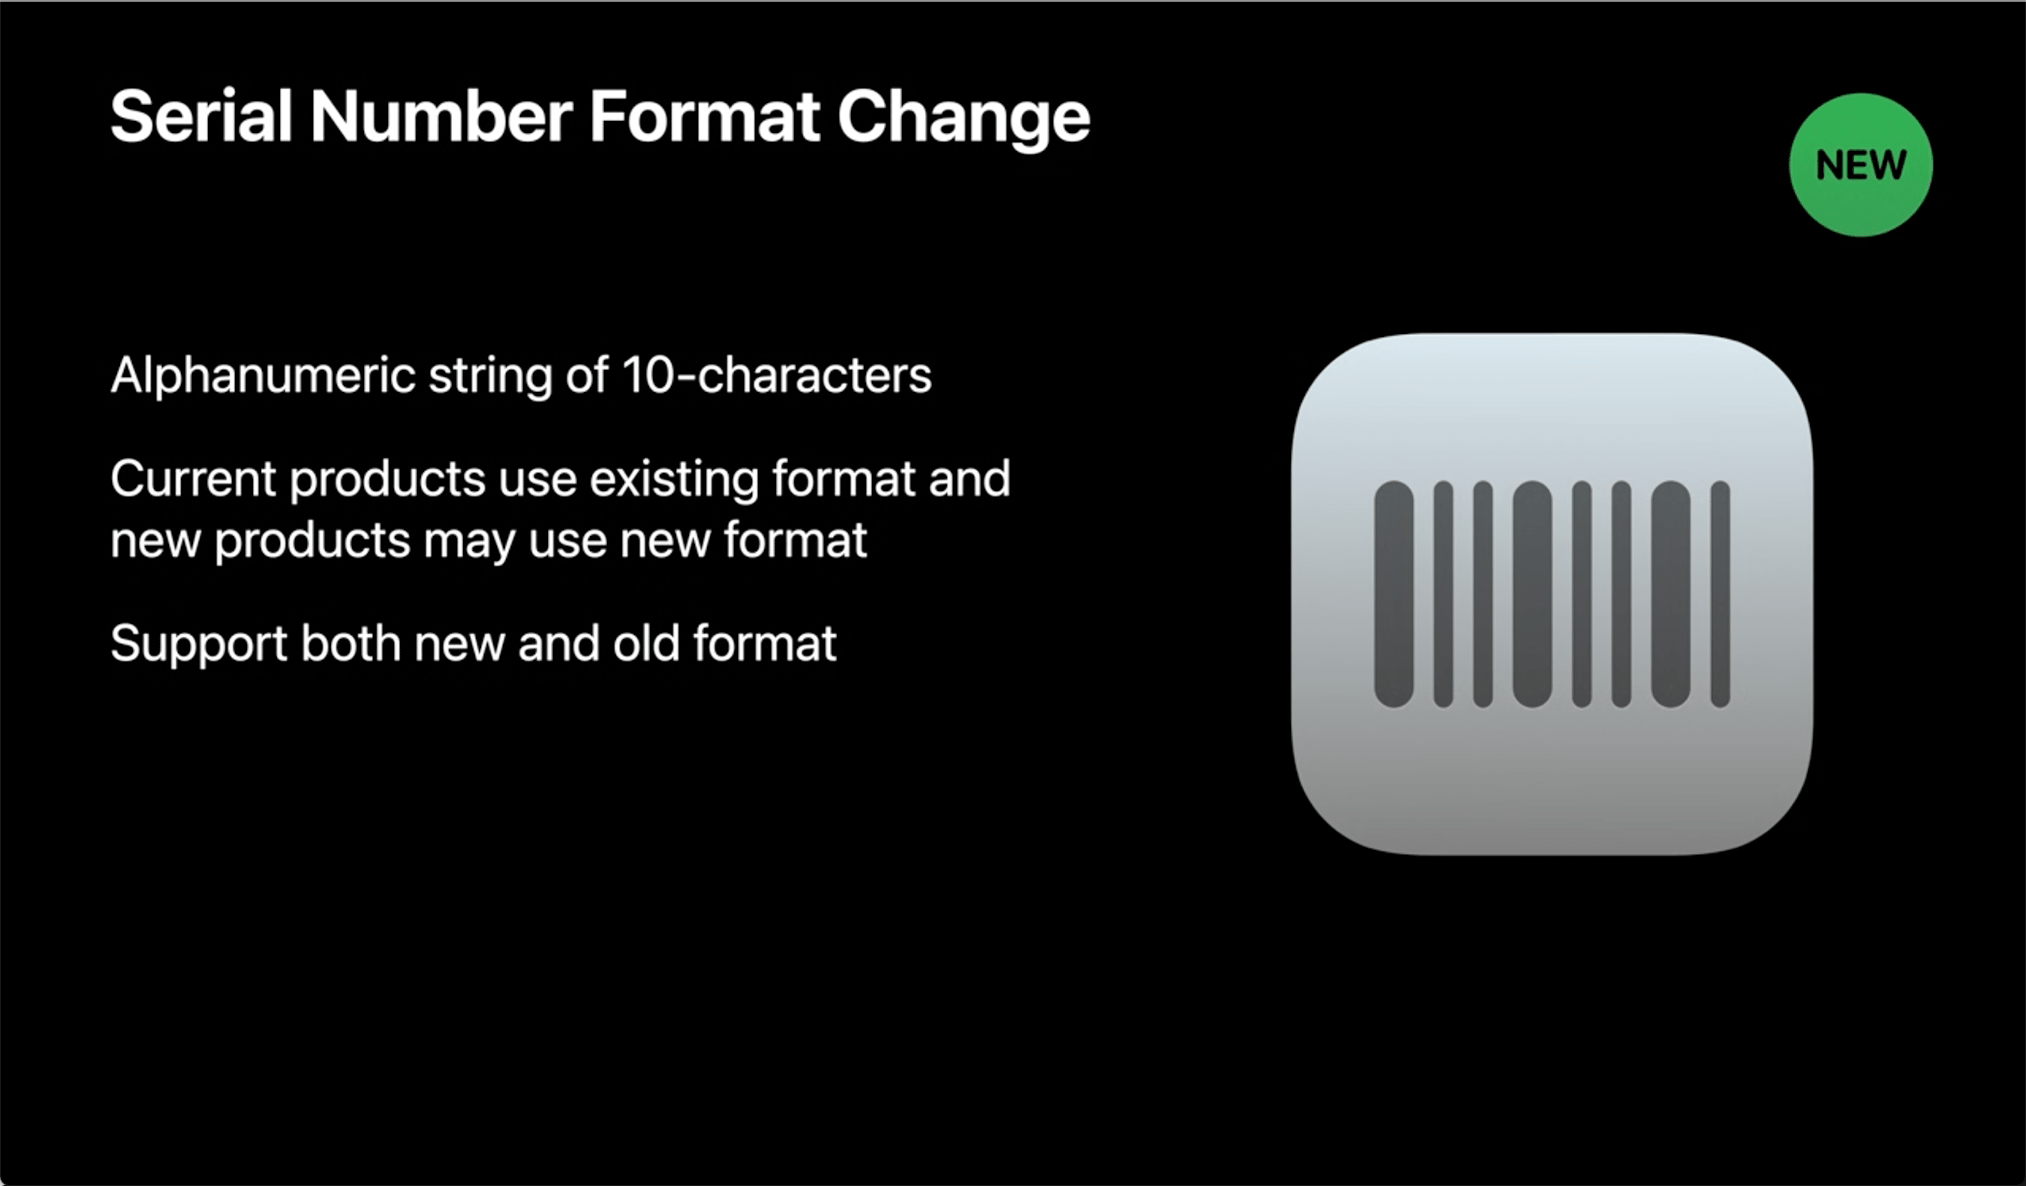 Serial Number Format Change
NEW
Alphanumeric string of 10-characters
Current products use existing format and
new products may use new format
Support both new and old format